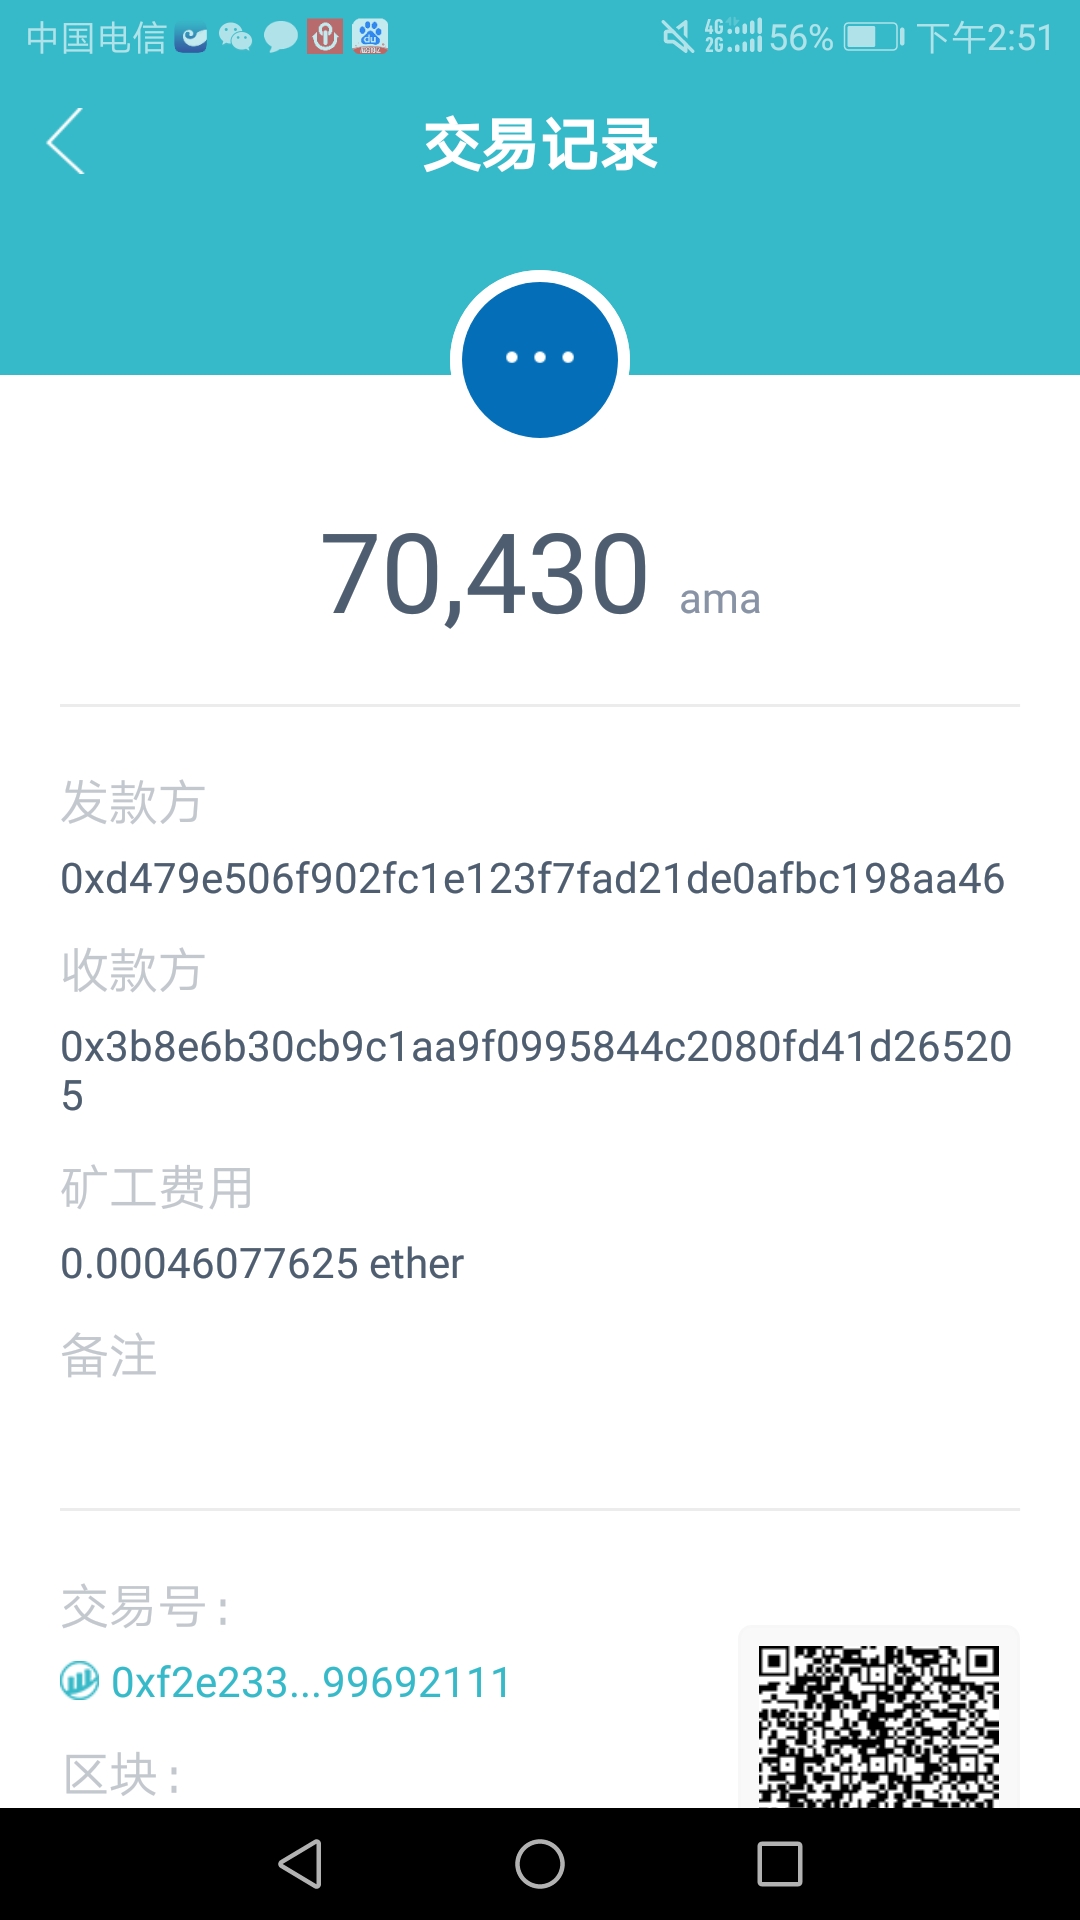 中国电信 4G 2G 56% 下午2:51
交易记录
70,430 ama
发款方
0xd479e506f902fc1e123f7fad21de0afbc198aa46
收款方
0x3b8e6b30cb9c1aa9f0995844c2080fd41d26520
5
矿工费用
0.00046077625 ether
备注
交易号:
0xf2e233...99692111
区块: